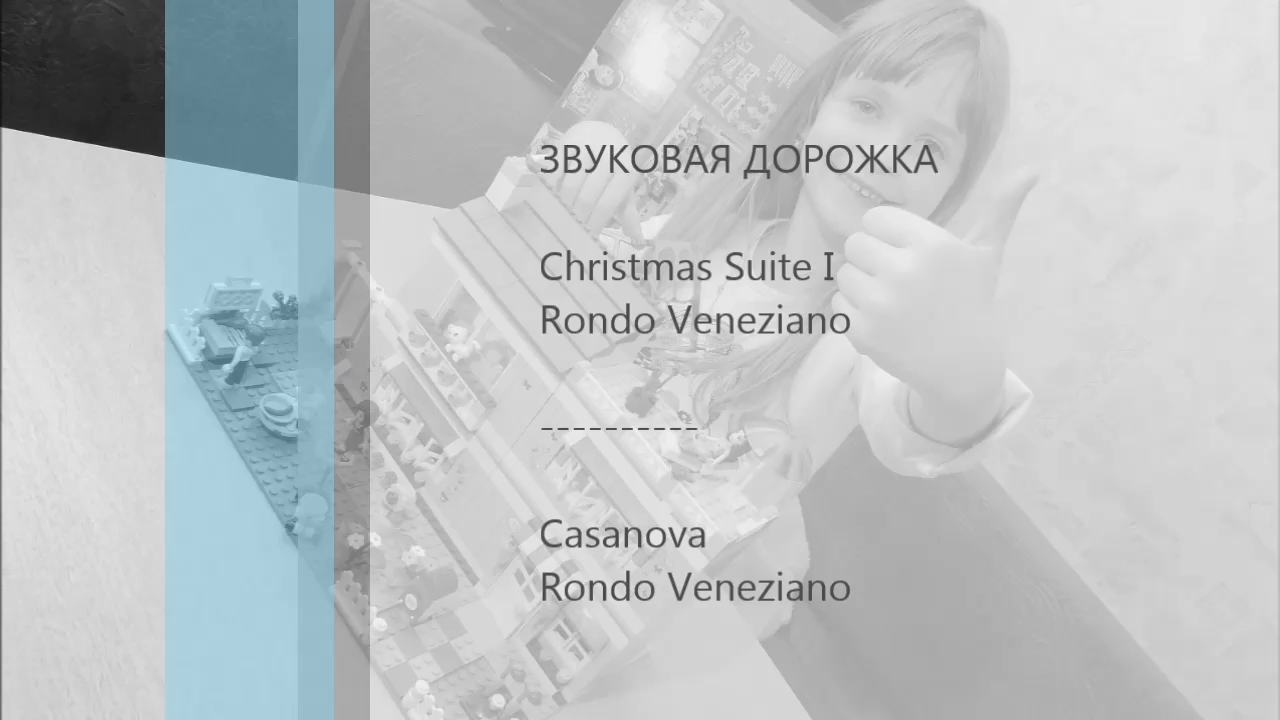 ЗВУКОВАЯ ДОРОЖКА
Christmas Suite I
Rondo Veneziano
----------
Casanova
Rondo Veneziano